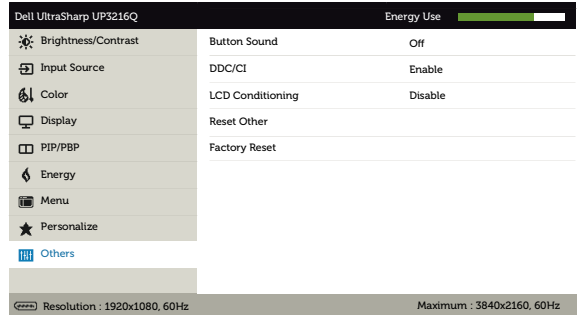 Dell UltraSharp UP3216Q Energy Use
Brightness/Contrast Button Sound Off
Input Source DDC/CI Enable
Color LCD Conditioning Disable
Display Reset Other
PIP/PBP Factory Reset
Energy
Menu
Personalize
Others
Resolution : 1920x1080, 60Hz Maximum : 3840x2160, 60Hz